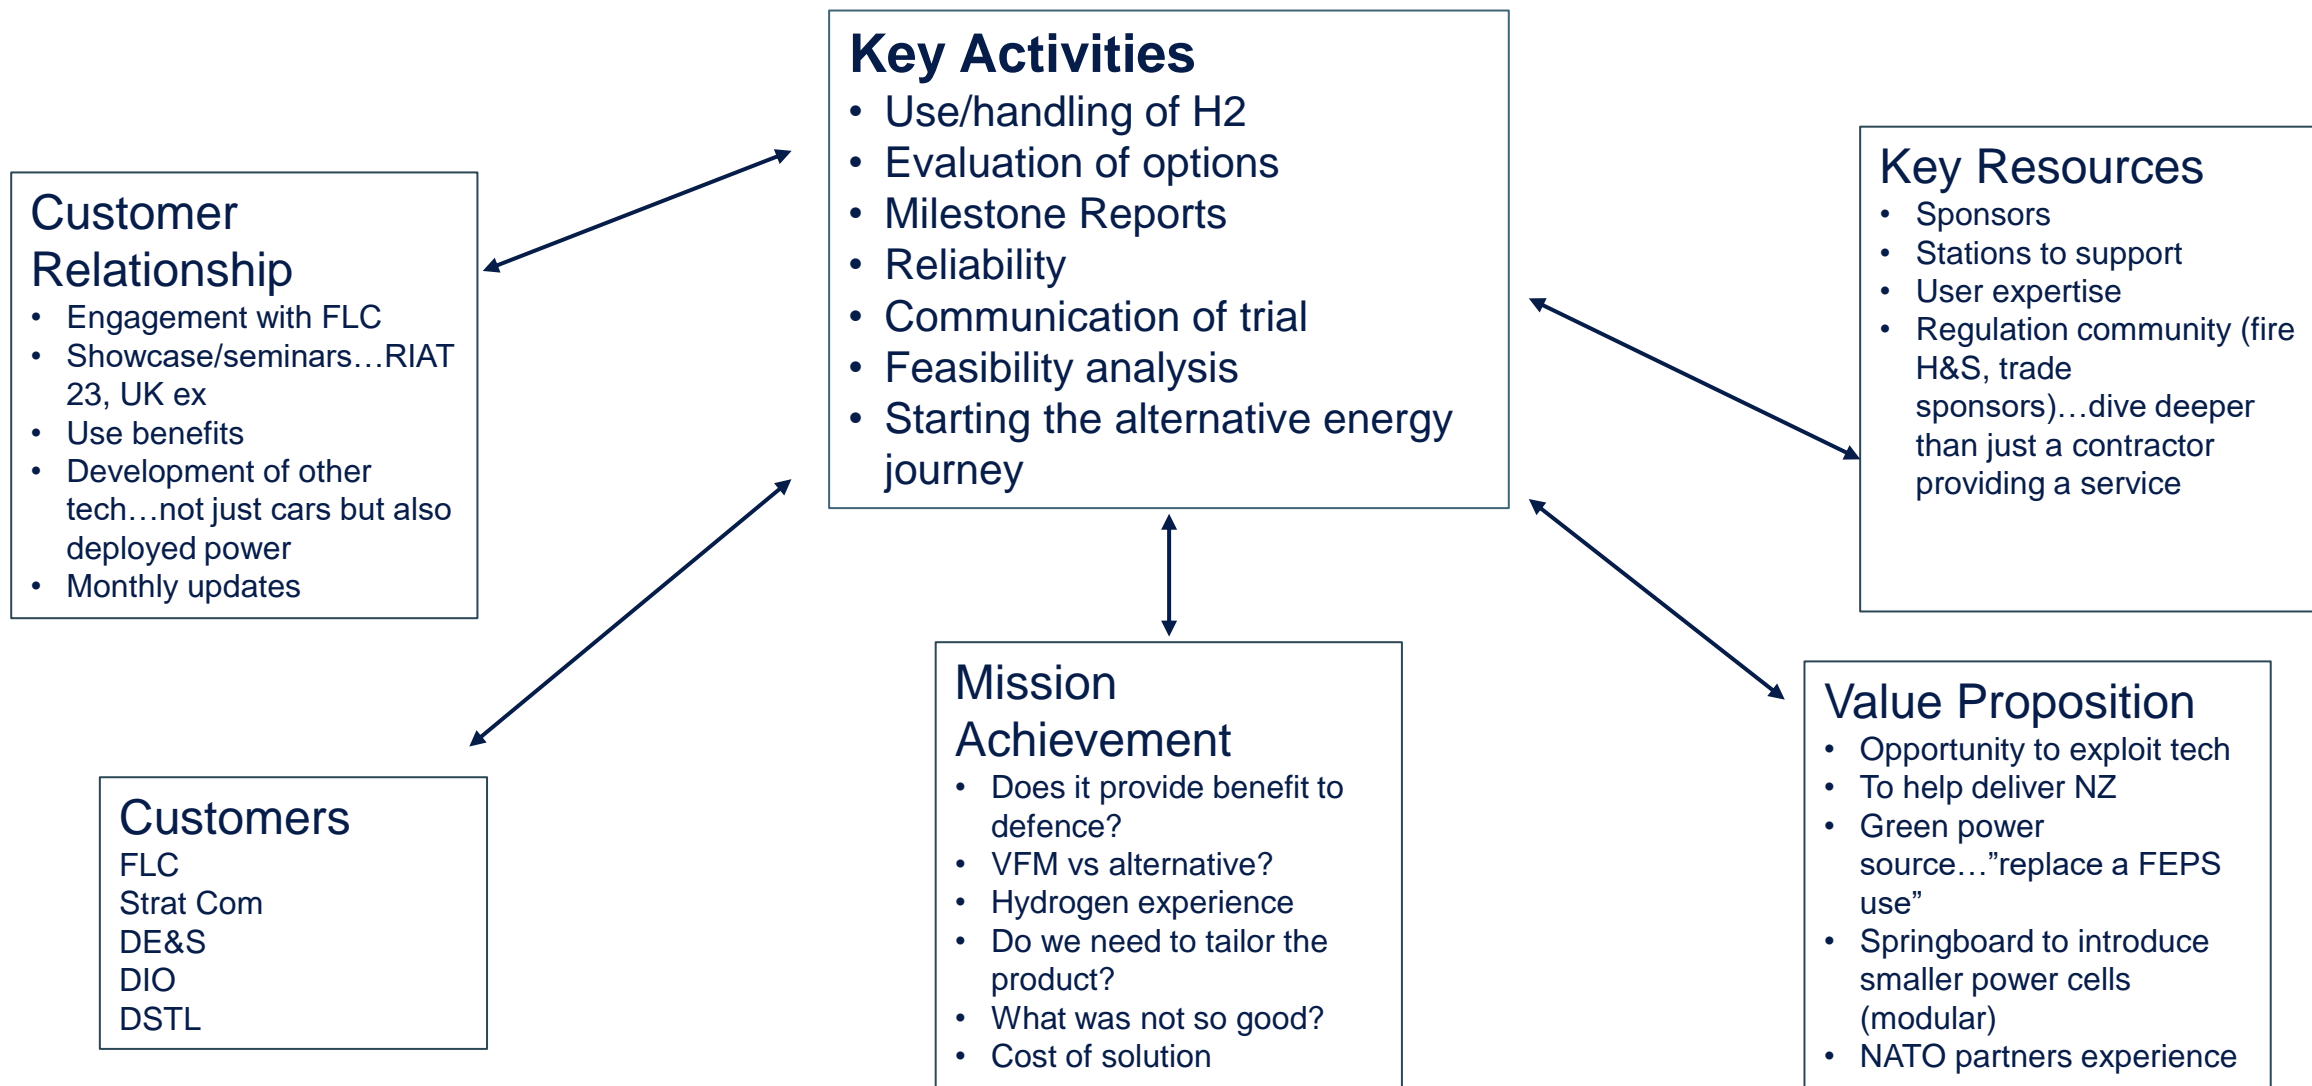 Key Activities
• Use/handling of H2
• Evaluation of options
• Milestone Reports
• Reliability
• Communication of trial
• Feasibility analysis
• Starting the alternative energy
journey
Customer
Relationship
• Engagement with FLC
• Showcase/seminars…RIAT
23, UK ex
• Use benefits
• Development of other
tech…not just cars but also
deployed power
• Monthly updates
Key Resources
• Sponsors
• Stations to support
• User expertise
• Regulation community (fire
H&S, trade
sponsors)…dive deeper
than just a contractor
providing a service
Customers
FLC
Strat Com
DE&S
DIO
DSTL
Mission
Achievement
• Does it provide benefit to
defence?
• VFM vs alternative?
• Hydrogen experience
• Do we need to tailor the
product?
• What was not so good?
• Cost of solution
Value Proposition
• Opportunity to exploit tech
• To help deliver NZ
• Green power
source…”replace a FEPS
use”
• Springboard to introduce
smaller power cells
(modular)
• NATO partners experience